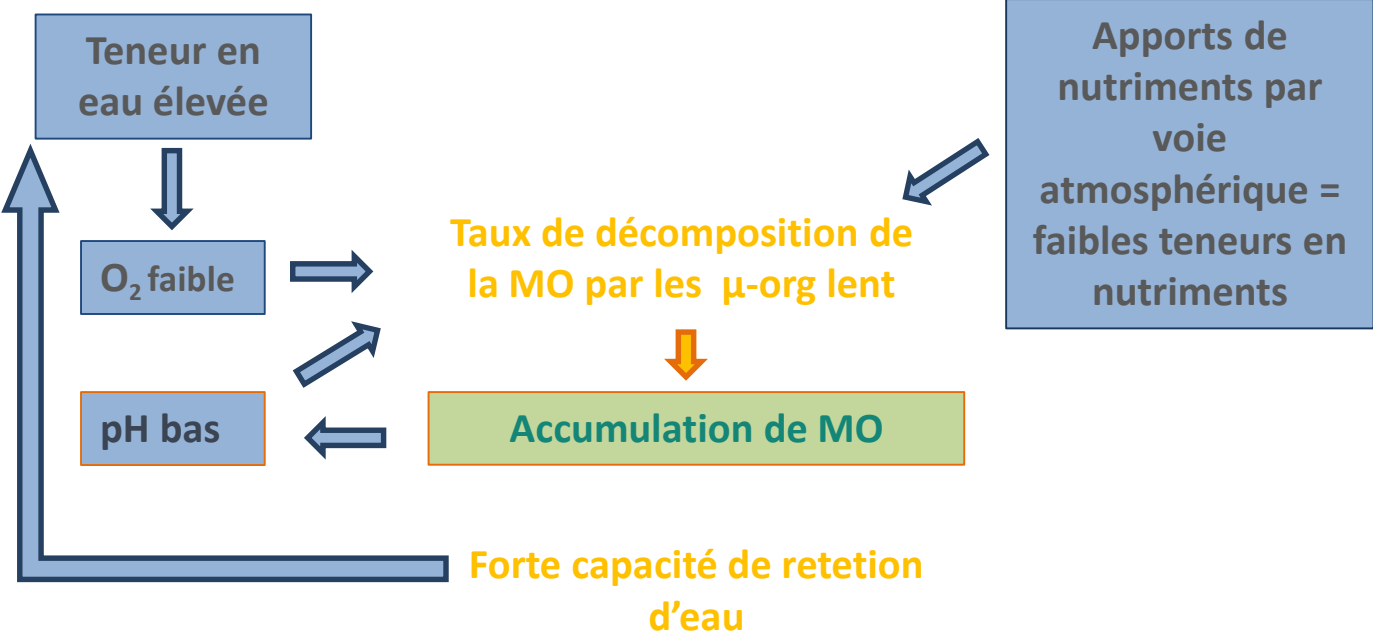 Teneur en
eau élevée
Apports de
nutriments par
voie
atmosphérique =
faibles teneurs en
nutriments
Taux de décomposition de
la MO par les µ-org lent
O₂ faible
pH bas
Accumulation de MO
Forte capacité de retetion
d’eau